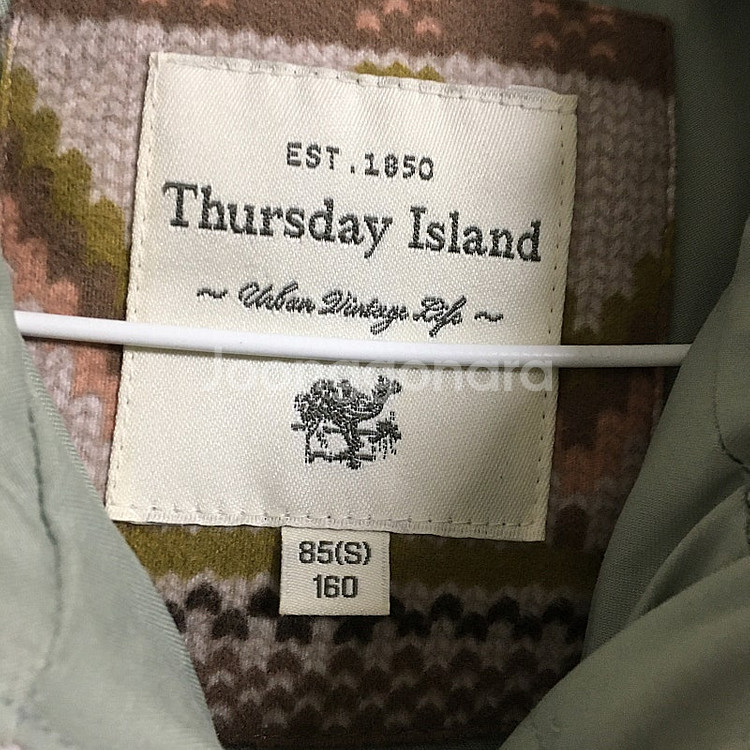 EST.1850
Thursday Island
~ Urban Vintage Life ~
85(S)
160